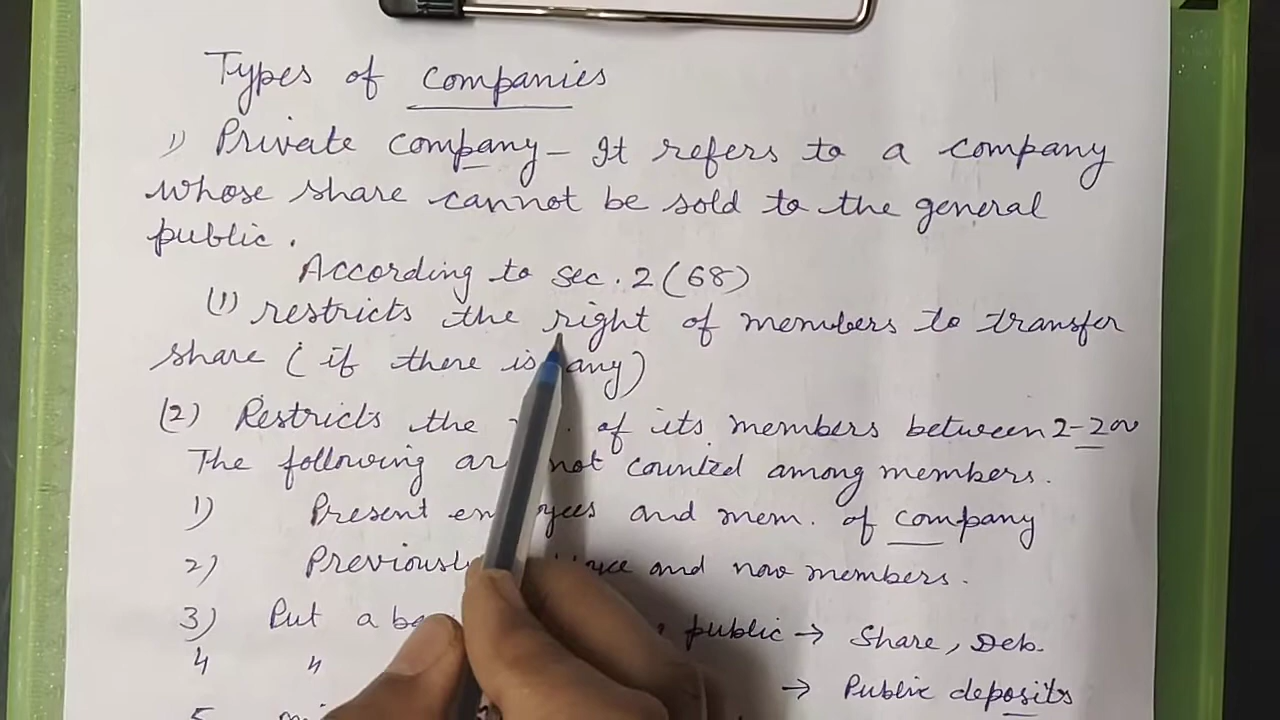 Types of companies
1) Private company - It refers to a company
whose share cannot be sold to the general
public.
According to sec. 2(68)
(1) restricts the right of members to transfer
share (if there is any)
(2) Restricts the of its members between 2-200
The following are not counted among members.
1) Present employees and mem. of company
2) Previously and now members.
3) Put a public → Share, Deb.
4 " → Public deposits
5